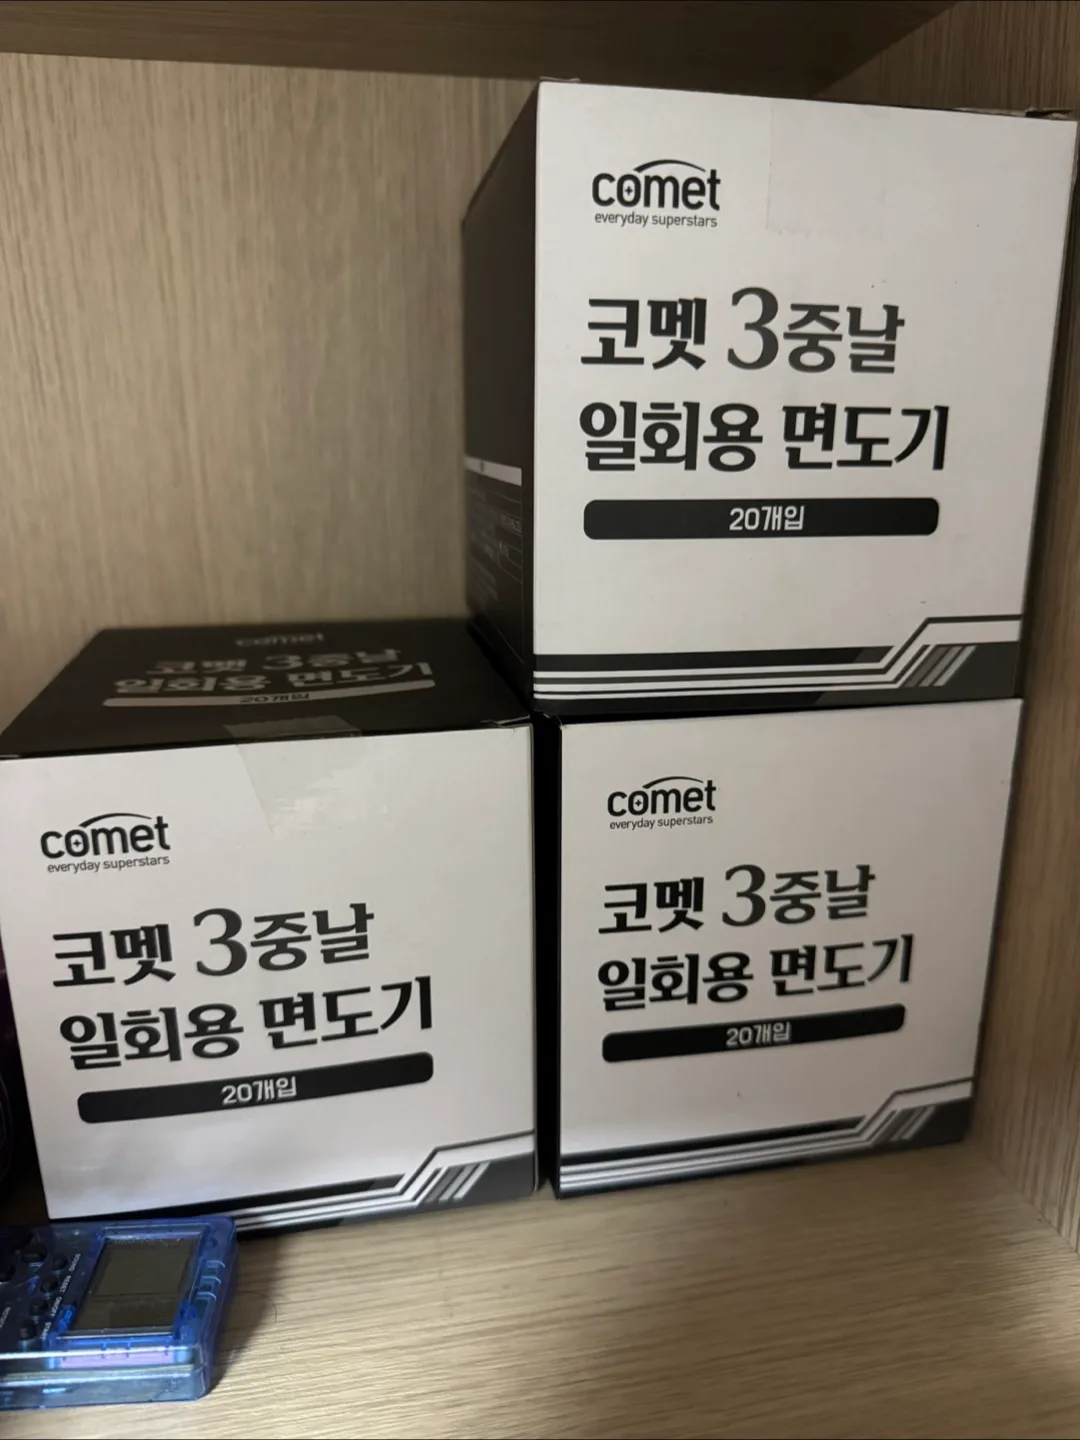 comet
everyday superstars
코멧 3중날
일회용 면도기
20개입
comet
코멧 3중날
일회용 면도기
20개입
comet
everyday superstars
코멧 3중날
일회용 면도기
20개입
comet
everyday superstars
코멧 3중날
일회용 면도기
20개입